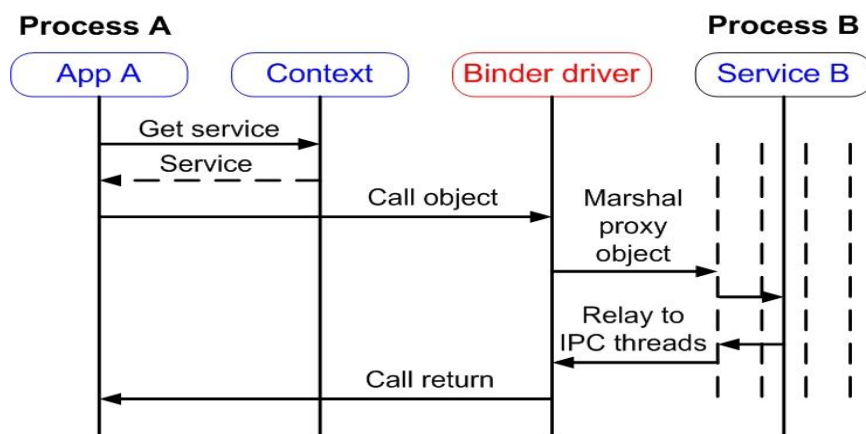 Process A
Process B
App A
Context
Binder driver
Service B
Get service
Service
Call object
Marshal
proxy
object
Relay to
IPC threads
Call return